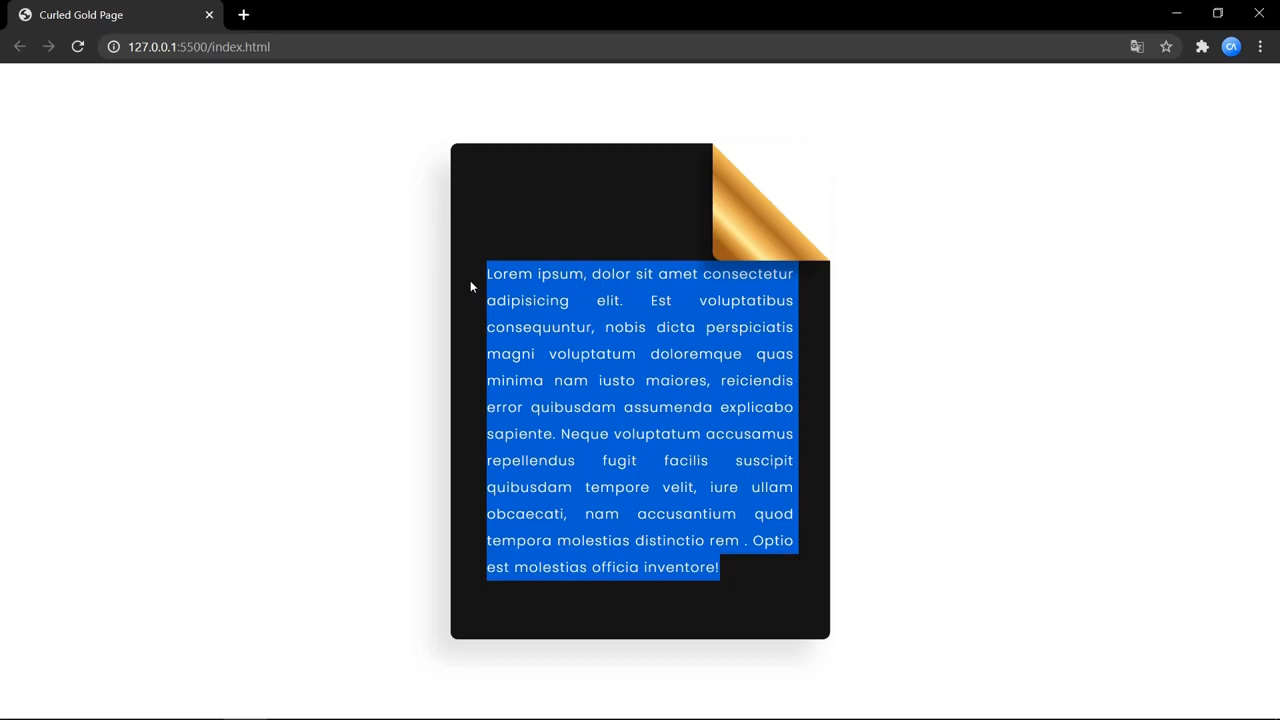 Curled Gold Page
127.0.0.1:5500/index.html
CA
Lorem ipsum, dolor sit amet consectetur
adipisicing elit. Est voluptatibus
consequuntur, nobis dicta perspiciatis
magni voluptatum doloremque quas
minima nam iusto maiores, reiciendis
error quibusdam assumenda explicabo
sapiente. Neque voluptatum accusamus
repellendus fugit facilis suscipit
quibusdam tempore velit, iure ullam
obcaecati, nam accusantium quod
tempora molestias distinctio rem . Optio
est molestias officia inventore!